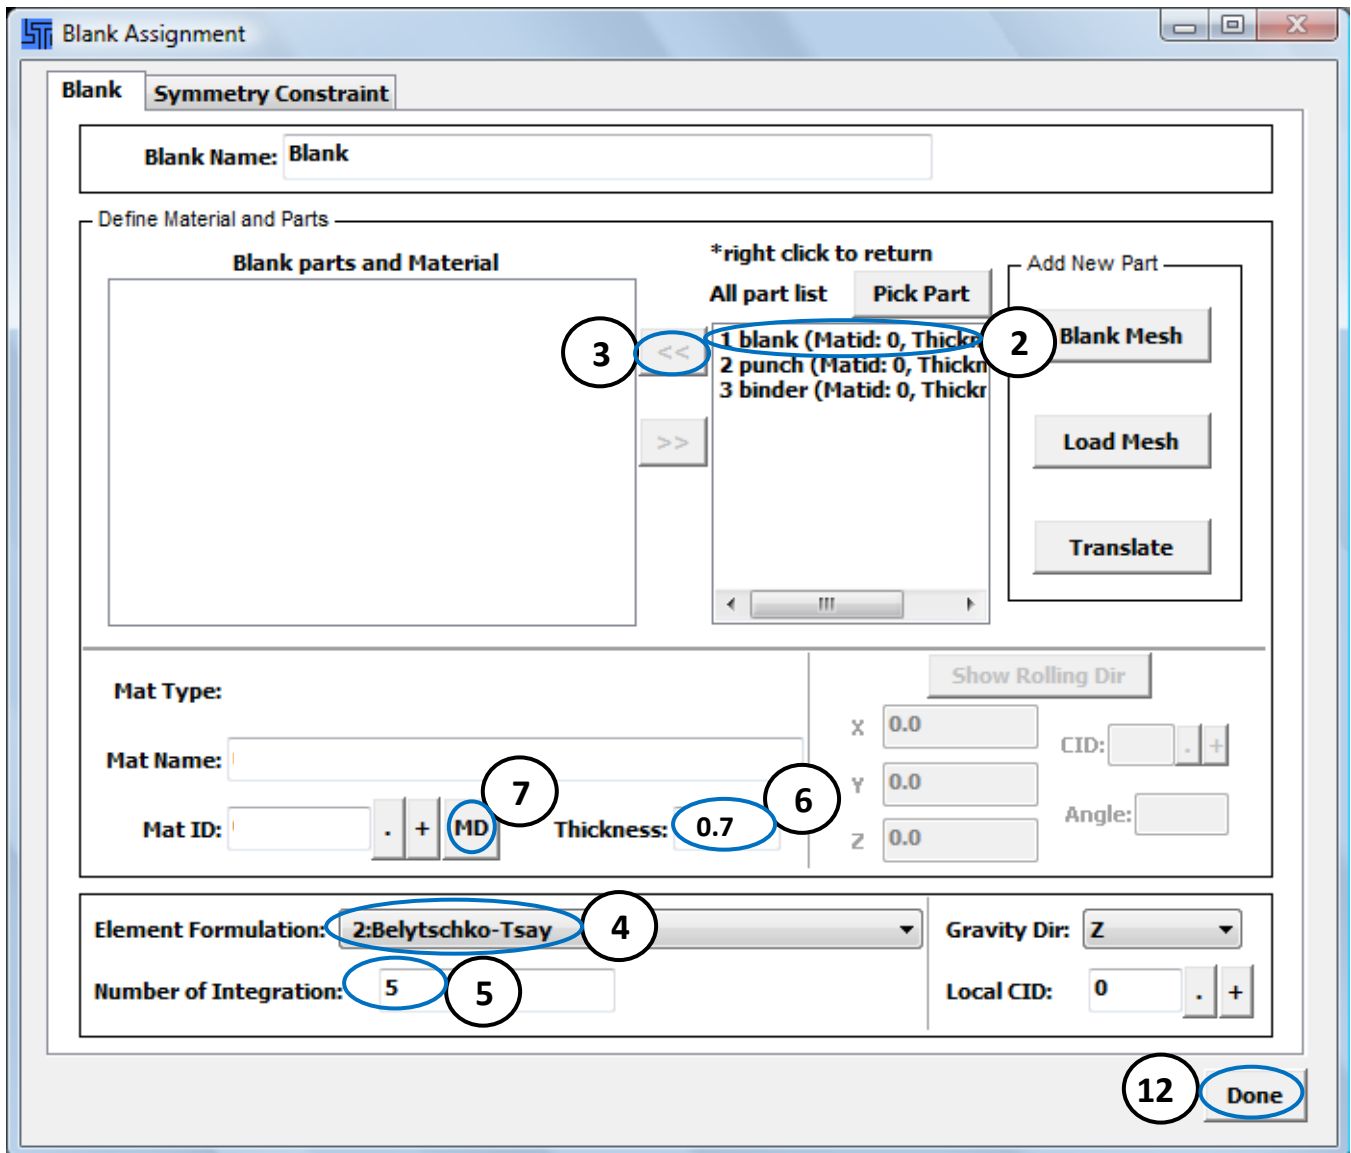 Blank Assignment
Blank
Symmetry Constraint
Blank Name: Blank
Define Material and Parts
Blank parts and Material
*right click to return
All part list
Pick Part
Add New Part
3
<<
1 blank (Matid: 0, Thickn
2
Blank Mesh
2 punch (Matid: 0, Thickn
3 binder (Matid: 0, Thickr
>>
Load Mesh
Translate
Mat Type:
Show Rolling Dir
X 0.0
CID: . +
Mat Name:
Y 0.0
7
6
Mat ID: . + MD
Thickness: 0.7
Angle:
Z 0.0
Element Formulation: 2:Belytschko-Tsay
4
Gravity Dir: Z
Number of Integration: 5
5
Local CID: 0 . +
12
Done